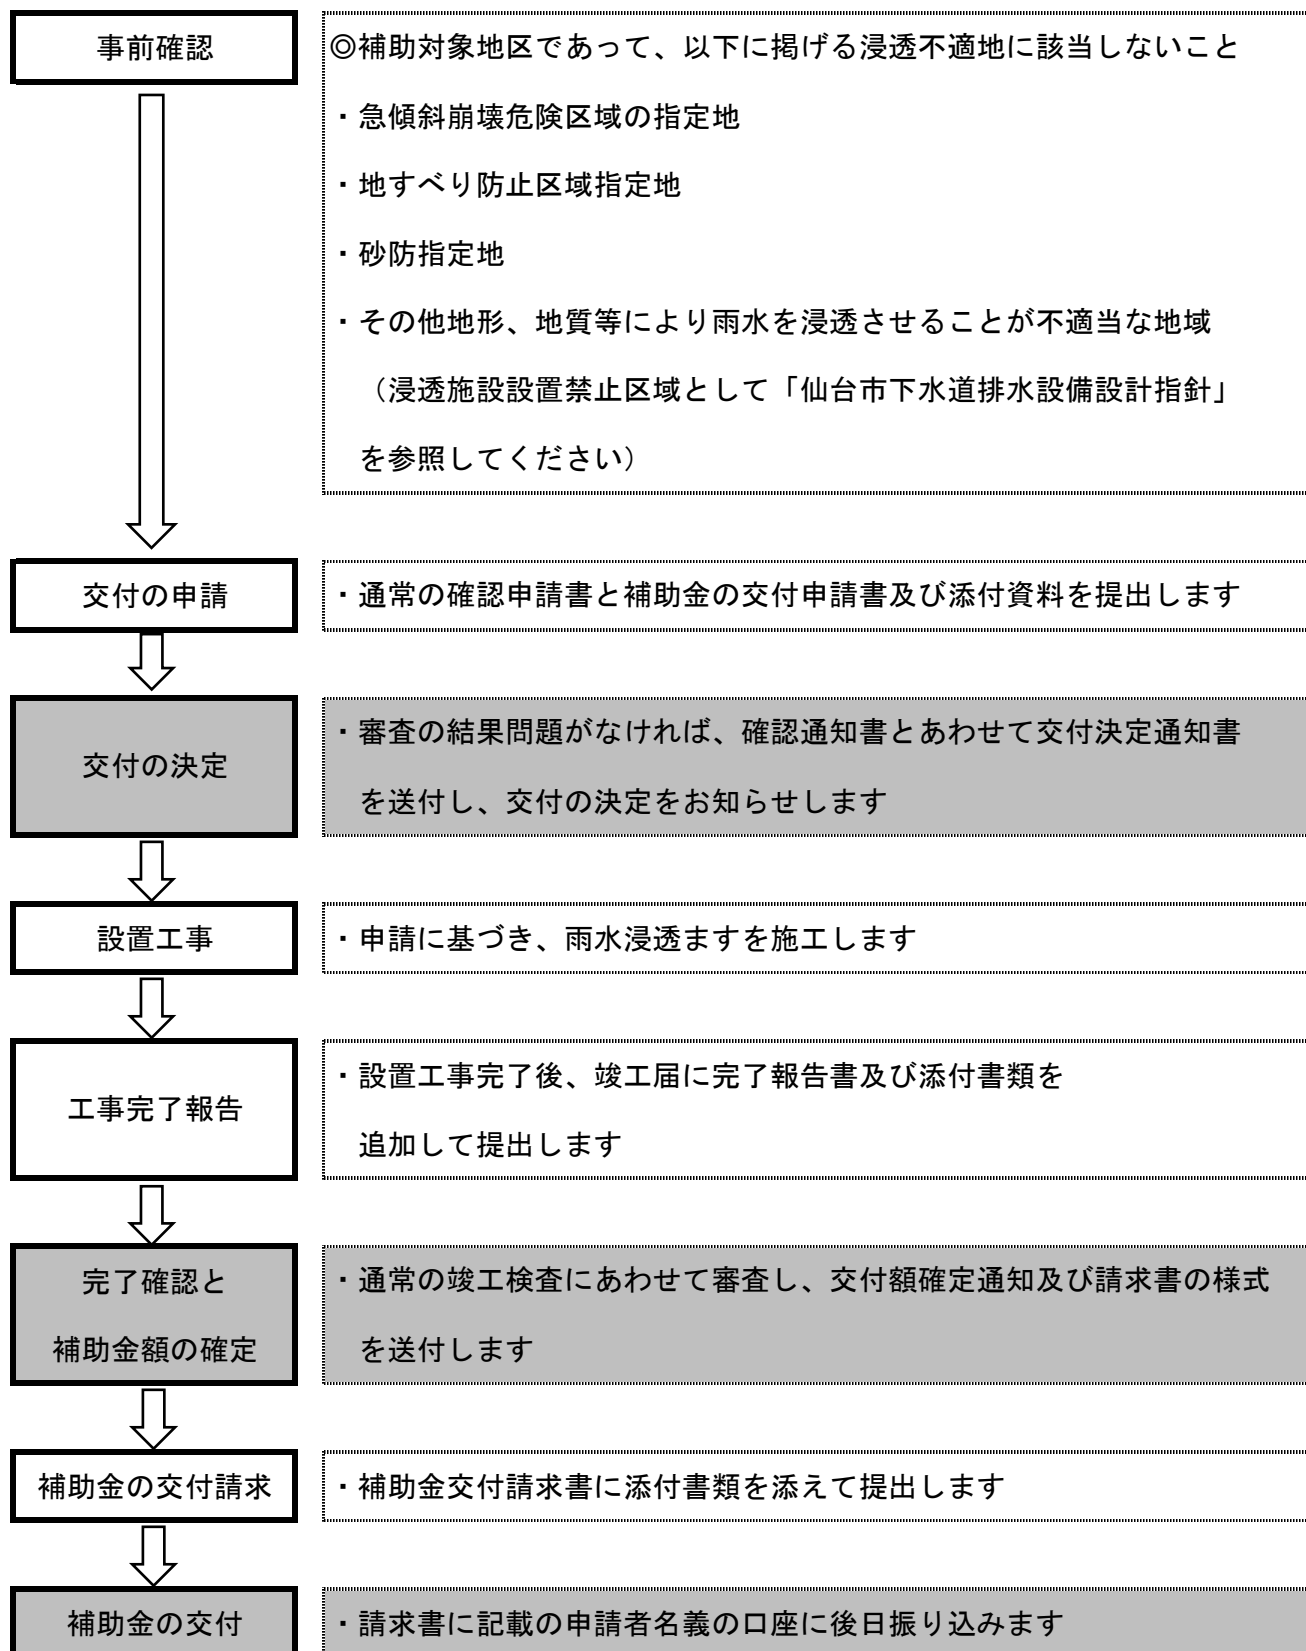 事前確認
◎補助対象地区であって、以下に掲げる浸透不適地に該当しないこと
・急傾斜崩壊危険区域の指定地
・地すべり防止区域指定地
・砂防指定地
・その他地形、地質等により雨水を浸透させることが不適当な地域
（浸透施設設置禁止区域として「仙台市下水道排水設備設計指針」
を参照してください）
交付の申請
・通常の確認申請書と補助金の交付申請書及び添付資料を提出します
交付の決定
・審査の結果問題がなければ、確認通知書とあわせて交付決定通知書
を送付し、交付の決定をお知らせします
設置工事
・申請に基づき、雨水浸透ますを施工します
工事完了報告
・設置工事完了後、竣工届に完了報告書及び添付書類を
追加して提出します
完了確認と
補助金額の確定
・通常の竣工検査にあわせて審査し、交付額確定通知及び請求書の様式
を送付します
補助金の交付請求
・補助金交付請求書に添付書類を添えて提出します
補助金の交付
・請求書に記載の申請者名義の口座に後日振り込みます